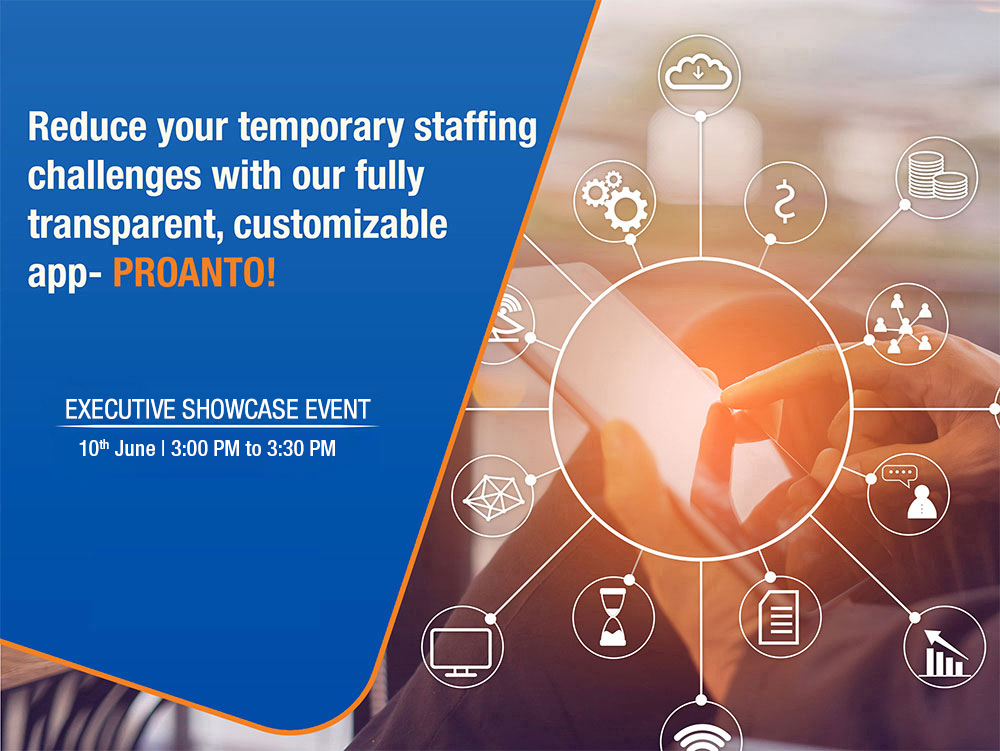 Reduce your temporary staffing
challenges with our fully
transparent, customizable
app- PROANTO!
EXECUTIVE SHOWCASE EVENT
10th June | 3:00 PM to 3:30 PM